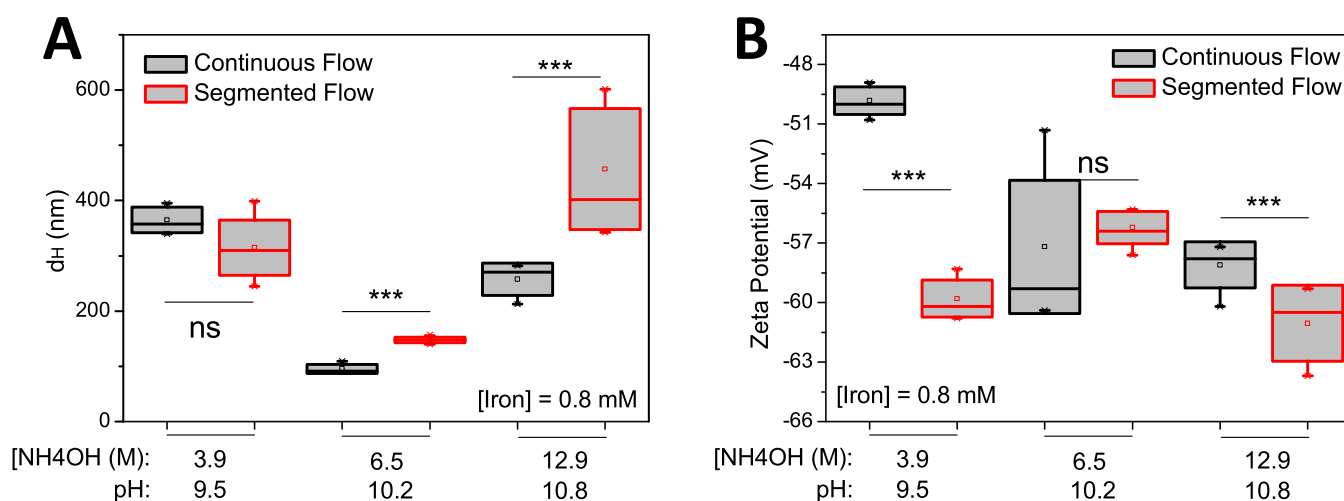 A
Continuous Flow
Segmented Flow
***
600
400
200
0
dH (nm)
ns
***
[Iron] = 0.8 mM
[NH4OH (M): 3.9 6.5 12.9
pH: 9.5 10.2 10.8
B
Continuous Flow
Segmented Flow
-48
-51
-54
-57
-60
-63
-66
Zeta Potential (mV)
***
ns
***
[Iron] = 0.8 mM
[NH4OH (M): 3.9 6.5 12.9
pH: 9.5 10.2 10.8